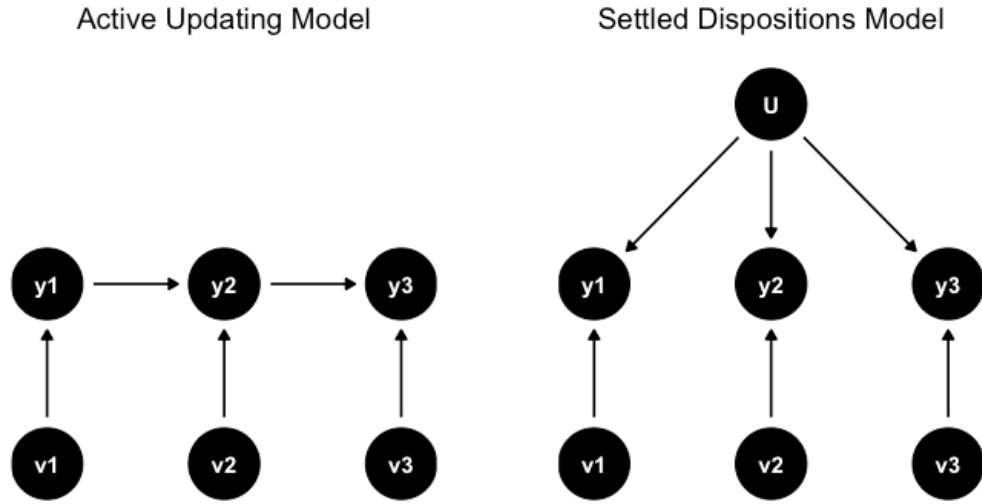 Active Updating Model
Settled Dispositions Model
U
y1 y2 y3
y1 y2 y3
v1 v2 v3
v1 v2 v3